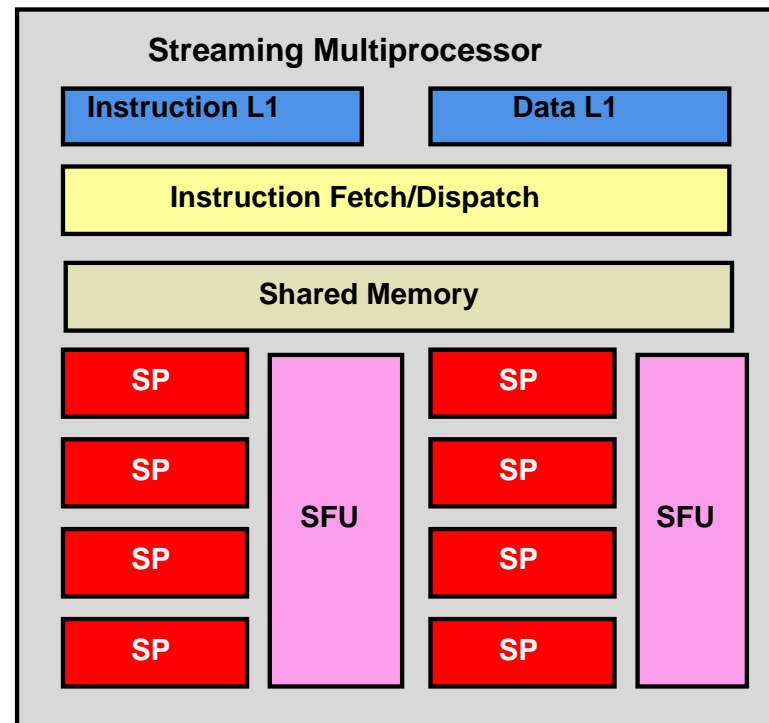 Streaming Multiprocessor
Instruction L1
Data L1
Instruction Fetch/Dispatch
Shared Memory
SP
SP
SP
SP
SFU
SP
SP
SP
SP
SFU